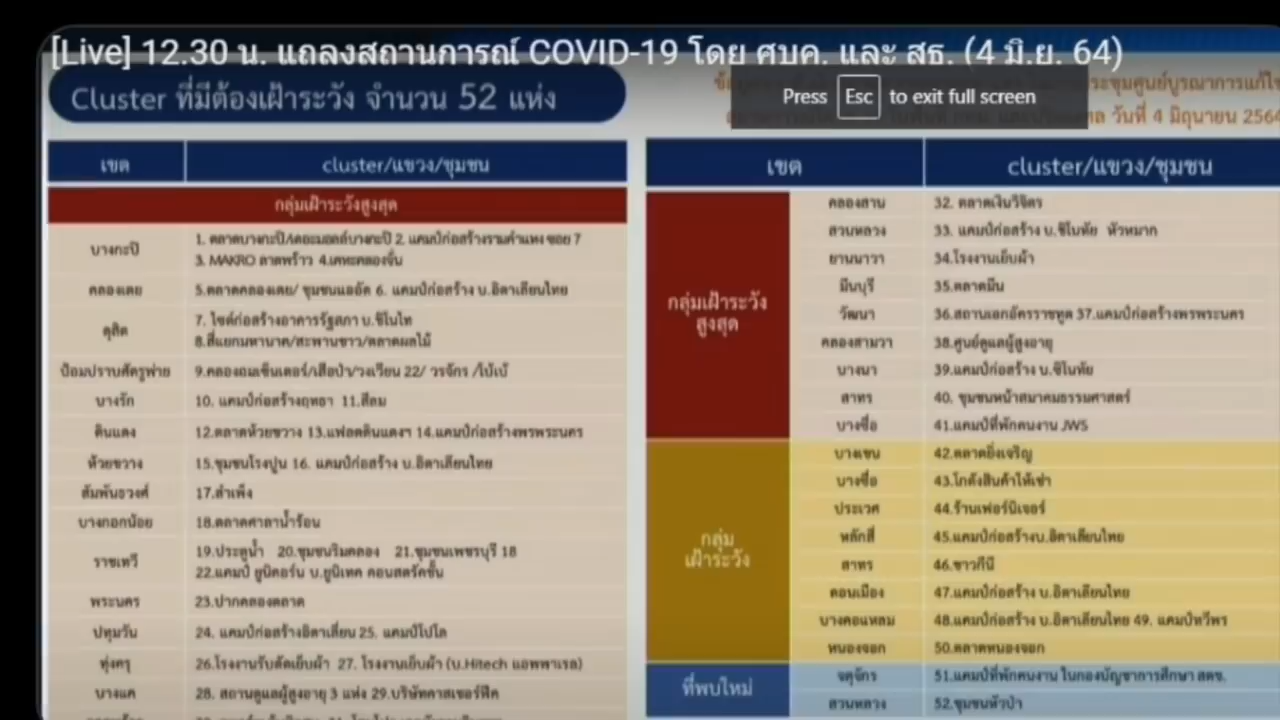 [Live] 12.30 น. แถลงสถานการณ์ COVID-19 โดย ศบค. และ สธ. (4 มิ.ย. 64)
Press Esc to exit full screen
Cluster ที่มีต้องเฝ้าระวัง จำนวน 52 แห่ง
ประชุมศูนย์บูรณาการแก้ไข
ล วันที่ 4 มิถุนายน 2564
เขต cluster/แขวง/ชุมชน
กลุ่มเฝ้าระวังสูงสุด
บางกะปิ 1. ตลาดบางกะปิ/เดอะมอลล์บางกะปิ 2. แคมป์ก่อสร้างรามคำแหง ซอย 7
3. MAKRO ลาดพร้าว 4.เคหะคลองจั่น
คลองเตย 5.ตลาดคลองเตย/ ชุมชนแออัด 6. แคมป์ก่อสร้าง บ.อิตาเลียนไทย
ดุสิต 7. ไซต์ก่อสร้างอาคารรัฐสภา บ.ซิโนไท
8.สี่แยกมหานาค/สะพานขาว/ตลาดผลไม้
ป้อมปราบศัตรูพ่าย 9.คลองถมเซ็นเตอร์/เสือป่า/วงเวียน 22/ วรจักร /โบ๊เบ๊
บางรัก 10. แคมป์ก่อสร้างฤทธา 11.สีลม
ดินแดง 12.ตลาดห้วยขวาง 13.แฟลตดินแดงฯ 14.แคมป์ก่อสร้างพรพระนคร
ห้วยขวาง 15.ชุมชนโรงปูน 16. แคมป์ก่อสร้าง บ.อิตาเลียนไทย
สัมพันธวงศ์ 17.สำเพ็ง
บางกอกน้อย 18.ตลาดศาลาน้ำร้อน
ราชเทวี 19.ประตูน้ำ 20.ชุมชนริมคลอง 21.ชุมชนเพชรบุรี 18
22.แคมป์ ยูนิคอร์น บ.ยูนิเทค คอนสตรัคชั่น
พระนคร 23.ปากคลองตลาด
ปทุมวัน 24. แคมป์ก่อสร้างอิตาเลี่ยน 25. แคมป์โปโล
ทุ่งครุ 26.โรงงานรับตัดเย็บผ้า 27. โรงงานเย็บผ้า (บ.Hitech แอพพาเรล)
บางแค 28. สถานดูแลผู้สูงอายุ 3 แห่ง 29.บริษัทคาสเซอร์ฟีค
เขต cluster/แขวง/ชุมชน
กลุ่มเฝ้าระวัง
สูงสุด
คลองสาน 32. ตลาดเงินวิจิตร
สวนหลวง 33. แคมป์ก่อสร้าง บ.ซิโนทัย หัวหมาก
ยานนาวา 34.โรงงานเย็บผ้า
มีนบุรี 35.ตลาดมีน
วัฒนา 36.สถานเอกอัครราชทูต 37.แคมป์ก่อสร้างพรพระนคร
คลองสามวา 38.ศูนย์ดูแลผู้สูงอายุ
บางนา 39.แคมป์ก่อสร้าง บ.ซิโนทัย
สาทร 40. ชุมชนหน้าสมาคมธรรมศาสตร์
บางซื่อ 41.แคมป์ที่พักคนงาน JWS
กลุ่ม
เฝ้าระวัง
บางเขน 42.ตลาดยิ่งเจริญ
บางซื่อ 43.โกดังสินค้าให้เช่า
ประเวศ 44.ร้านเฟอร์นิเจอร์
หลักสี่ 45.แคมป์ก่อสร้างบ.อิตาเลียนไทย
สาทร 46.ชาวกินี
ดอนเมือง 47.แคมป์ก่อสร้าง บ.อิตาเลียนไทย
บางคอแหลม 48.แคมป์ก่อสร้าง บ.อิตาเลียนไทย 49. แคมป์ทวีพร
หนองจอก 50.ตลาดหนองจอก
ที่พบใหม่
จตุจักร 51.แคมป์ที่พักคนงาน ในกองบัญชาการศึกษา สตช.
สวนหลวง 52.ชุมชนหัวป่า